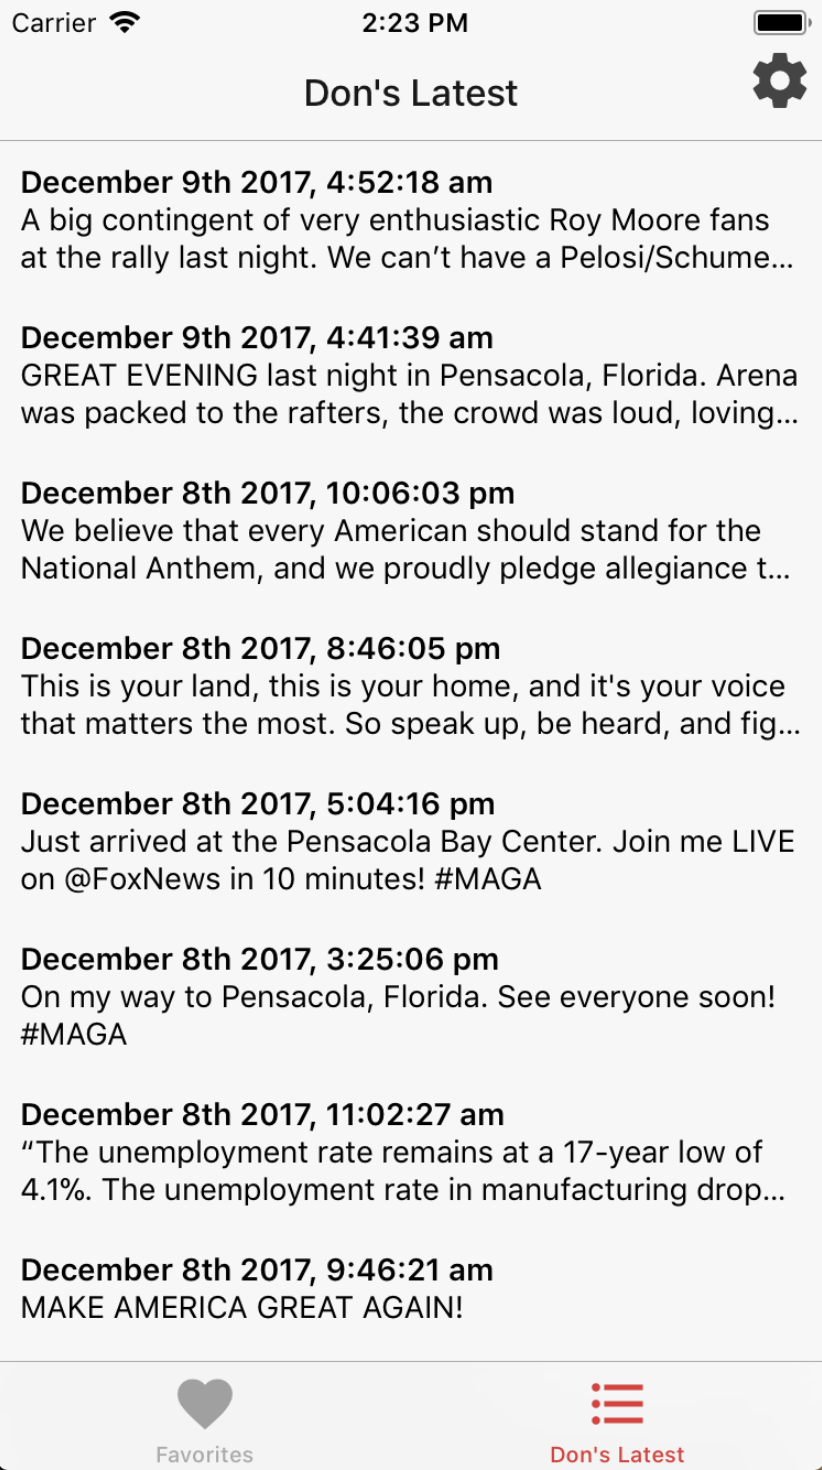 Carrier
2:23 PM
Don's Latest
December 9th 2017, 4:52:18 am
A big contingent of very enthusiastic Roy Moore fans
at the rally last night. We can’t have a Pelosi/Schume...
December 9th 2017, 4:41:39 am
GREAT EVENING last night in Pensacola, Florida. Arena
was packed to the rafters, the crowd was loud, loving...
December 8th 2017, 10:06:03 pm
We believe that every American should stand for the
National Anthem, and we proudly pledge allegiance t...
December 8th 2017, 8:46:05 pm
This is your land, this is your home, and it's your voice
that matters the most. So speak up, be heard, and fig...
December 8th 2017, 5:04:16 pm
Just arrived at the Pensacola Bay Center. Join me LIVE
on @FoxNews in 10 minutes! #MAGA
December 8th 2017, 3:25:06 pm
On my way to Pensacola, Florida. See everyone soon!
#MAGA
December 8th 2017, 11:02:27 am
“The unemployment rate remains at a 17-year low of
4.1%. The unemployment rate in manufacturing drop...
December 8th 2017, 9:46:21 am
MAKE AMERICA GREAT AGAIN!
Favorites
Don's Latest